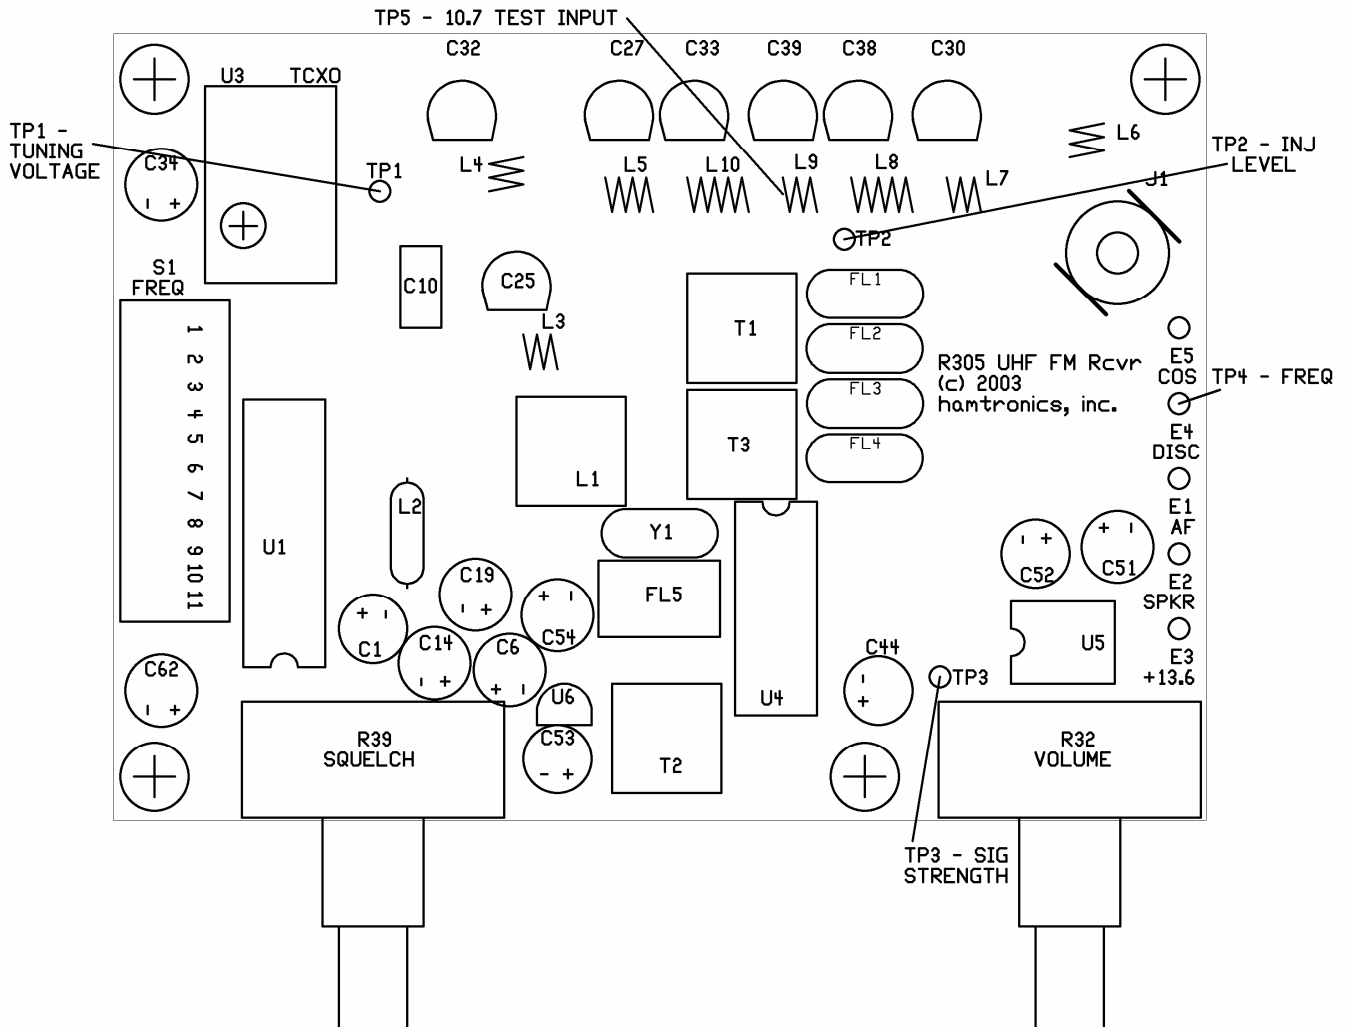 TP5 - 10.7 TEST INPUT
C32
C27
C33
C39
C38
C30
U3
TCXO
TP1 -
TUNING
VOLTAGE
C34
TP1
L4
L5
L10
L9
L8
L7
L6
TP2 - INJ
LEVEL
J1
TP2
S1
FREQ
C10
C25
L3
T1
FL1
FL2
FL3
FL4
R305 UHF FM Rcvr
(c) 2003
hamtronics, inc.
E5
COS
TP4 - FREQ
1
2
3
4
5
6
7
8
9
10
11
T3
E4
DISC
L1
L2
U1
Y1
E1
AF
C19
FL5
C52
C51
E2
SPKR
C1
C14
C6
C54
U5
C44
E3
+13.6
C62
TP3
U6
U4
R39
SQUELCH
C53
T2
R32
VOLUME
TP3 - SIG
STRENGTH